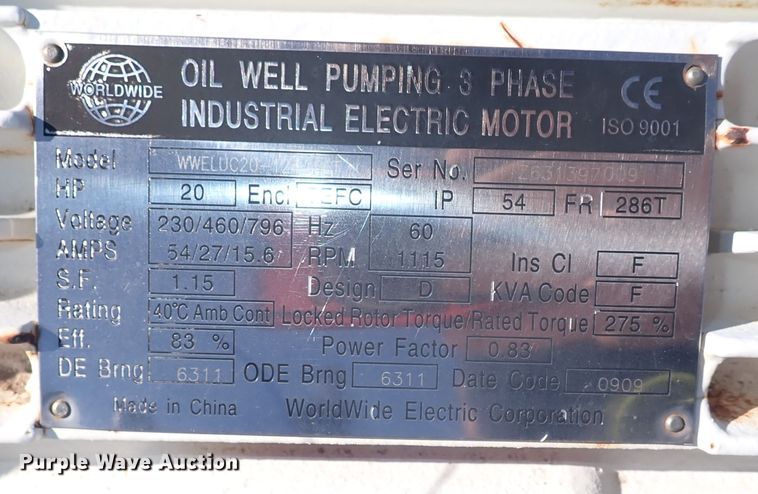 WORLDWIDE
OIL WELL PUMPING 3 PHASE
INDUSTRIAL ELECTRIC MOTOR
CE
ISO 9001
Model Ser No.
HP 20 Encl TEFC IP 54 FR 286T
Voltage 230/460/796 Hz 60
AMPS 54/27/15.6 RPM 1115 Ins Cl F
S.F. 1.15 Design D KVA Code F
Rating 40°C Amb Cont Locked Rotor Torque/Rated Torque 275 %
Eff. 83 % Power Factor 0.83
DE Brng 6311 ODE Brng 6311 Date Code 0909
Made in China WorldWide Electric Corporation
Purple Wave Auction